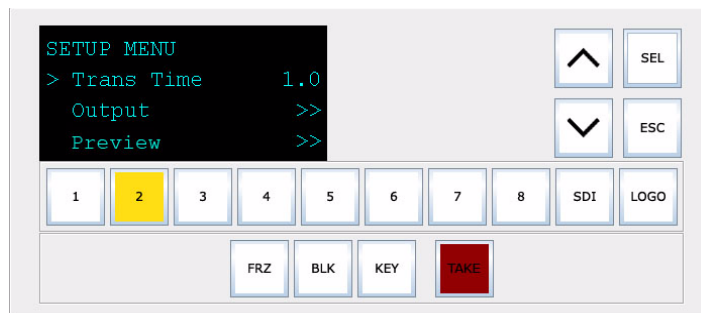 SETUP MENU
> Trans Time 1.0
Output >>
Preview >>
SEL
ESC
1 2 3 4 5 6 7 8 SDI LOGO
FRZ BLK KEY TAKE